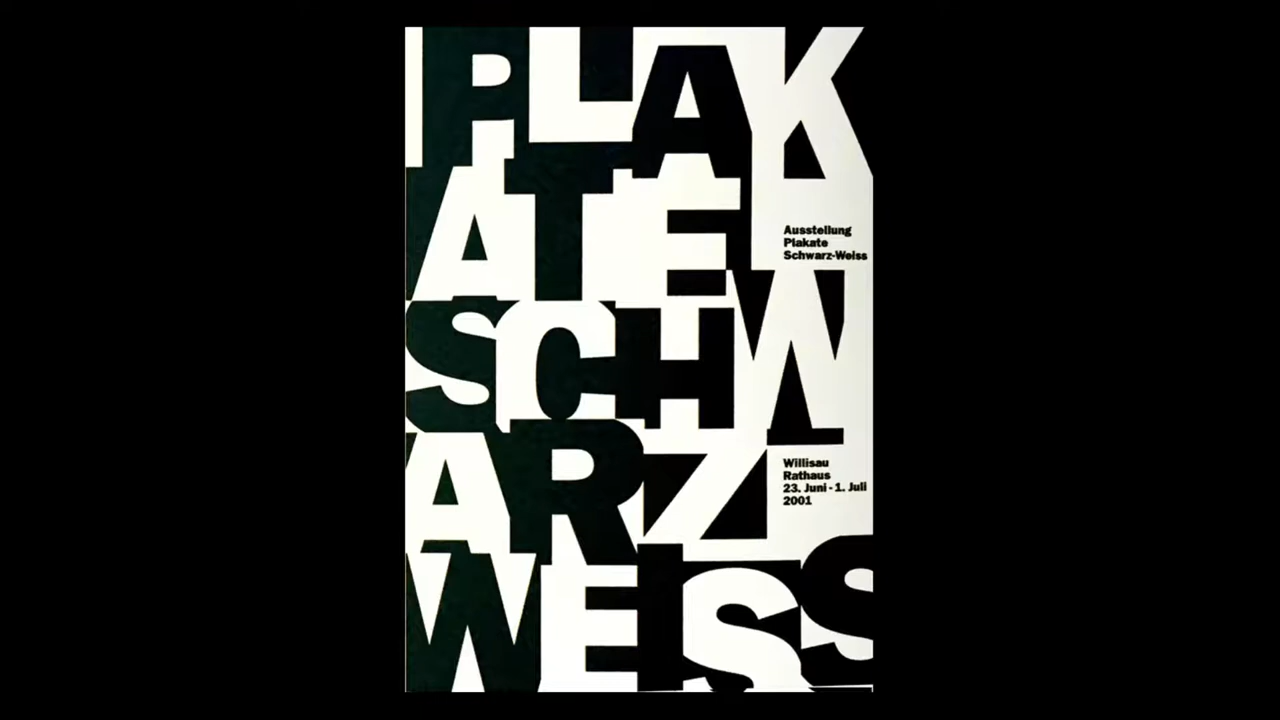 PLAK
ATE
Ausstellung
Plakate
Schwarz-Weiss
SCHW
ARZ
Willisau
Rathaus
23. Juni - 1. Juli
2001
WEISS